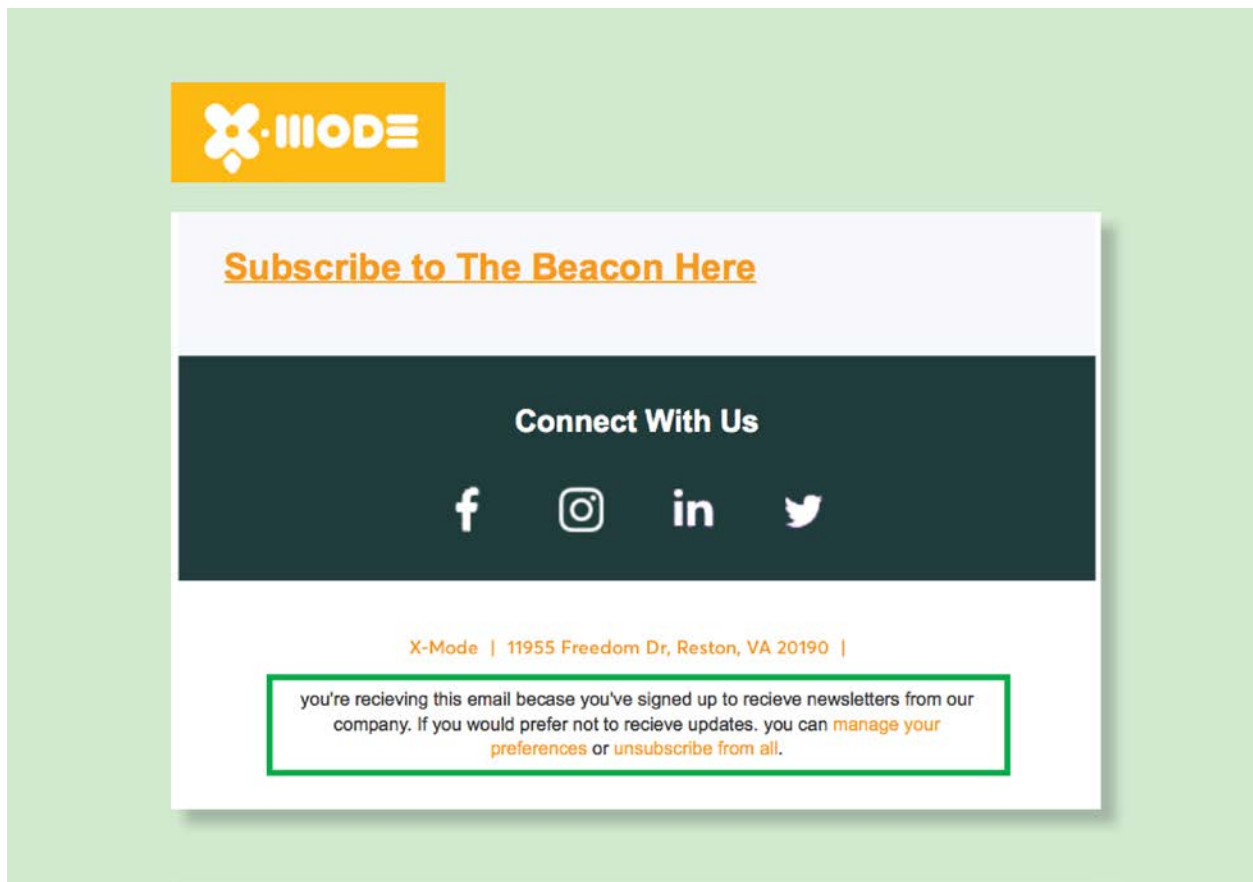 X·MODE
Subscribe to The Beacon Here
Connect With Us
f in
X-Mode | 11955 Freedom Dr, Reston, VA 20190 |
you're recieving this email becase you've signed up to recieve newsletters from our
company. If you would prefer not to recieve updates. you can manage your
preferences or unsubscribe from all.